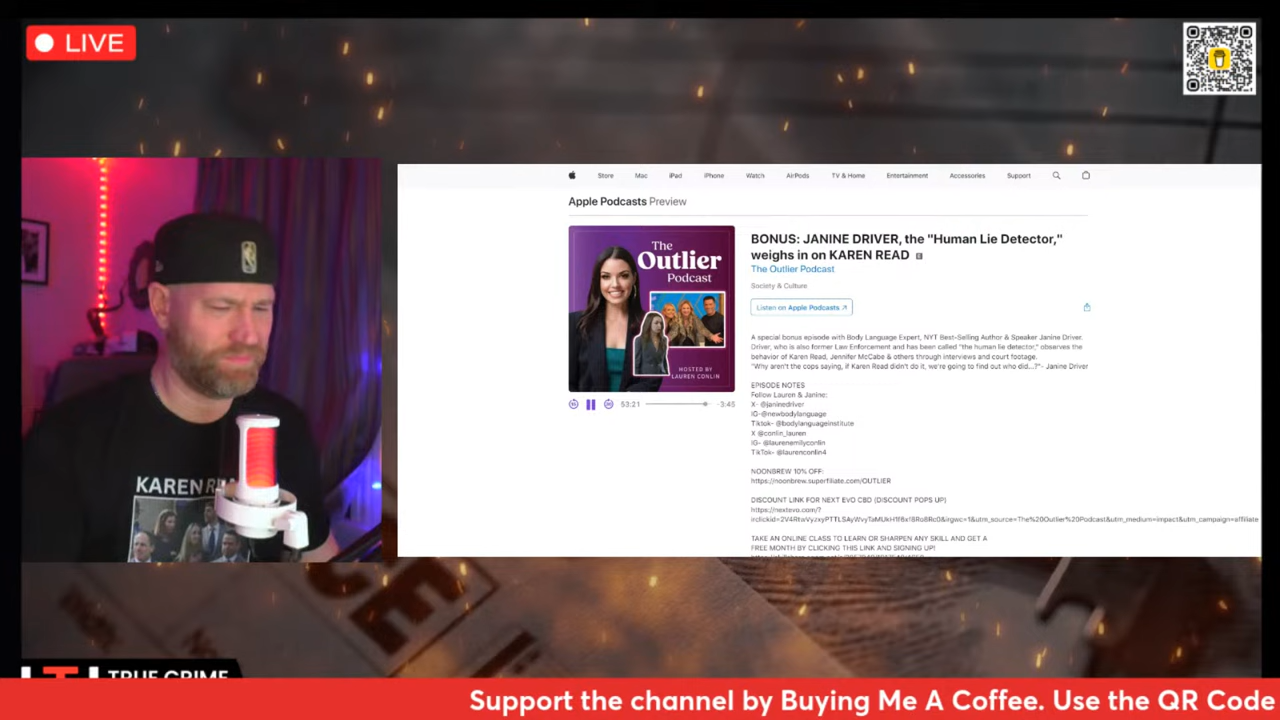 LIVE
Store Mac iPad iPhone Watch AirPods TV & Home Entertainment Accessories Support
Apple Podcasts Preview
The
Outlier
Podcast
HOSTED BY
LAUREN CONLIN
53:21 -3:45
BONUS: JANINE DRIVER, the "Human Lie Detector,"
weighs in on KAREN READ
The Outlier Podcast
Society & Culture
Listen on Apple Podcasts ↗
A special bonus episode with Body Language Expert, NYT Best-Selling Author & Speaker Janine Driver.
Driver, who is also former Law Enforcement and has been called "the human lie detector," observes the
behavior of Karen Read, Jennifer McCabe & others through interviews and court footage.
"Why aren't the cops saying, if Karen Read didn't do it, we're going to find out who did...?"- Janine Driver
EPISODE NOTES
Follow Lauren & Janine:
X- @janinedriver
IG-@newbodylanguage
Tiktok- @bodylanguageinstitute
X @conlin_lauren
IG- @laurenemilyconlin
TikTok- @laurenconlin4
NOONBREW 10% OFF:
https://noonbrew.superfiliate.com/OUTLIER
DISCOUNT LINK FOR NEXT EVO CBD (DISCOUNT POPS UP)
https://nextevo.com/?
TAKE AN ONLINE CLASS TO LEARN OR SHARPEN ANY SKILL AND GET A
FREE MONTH BY CLICKING THIS LINK AND SIGNING UP!
KAREN
TRUE CRIME
Support the channel by Buying Me A Coffee. Use the QR Code